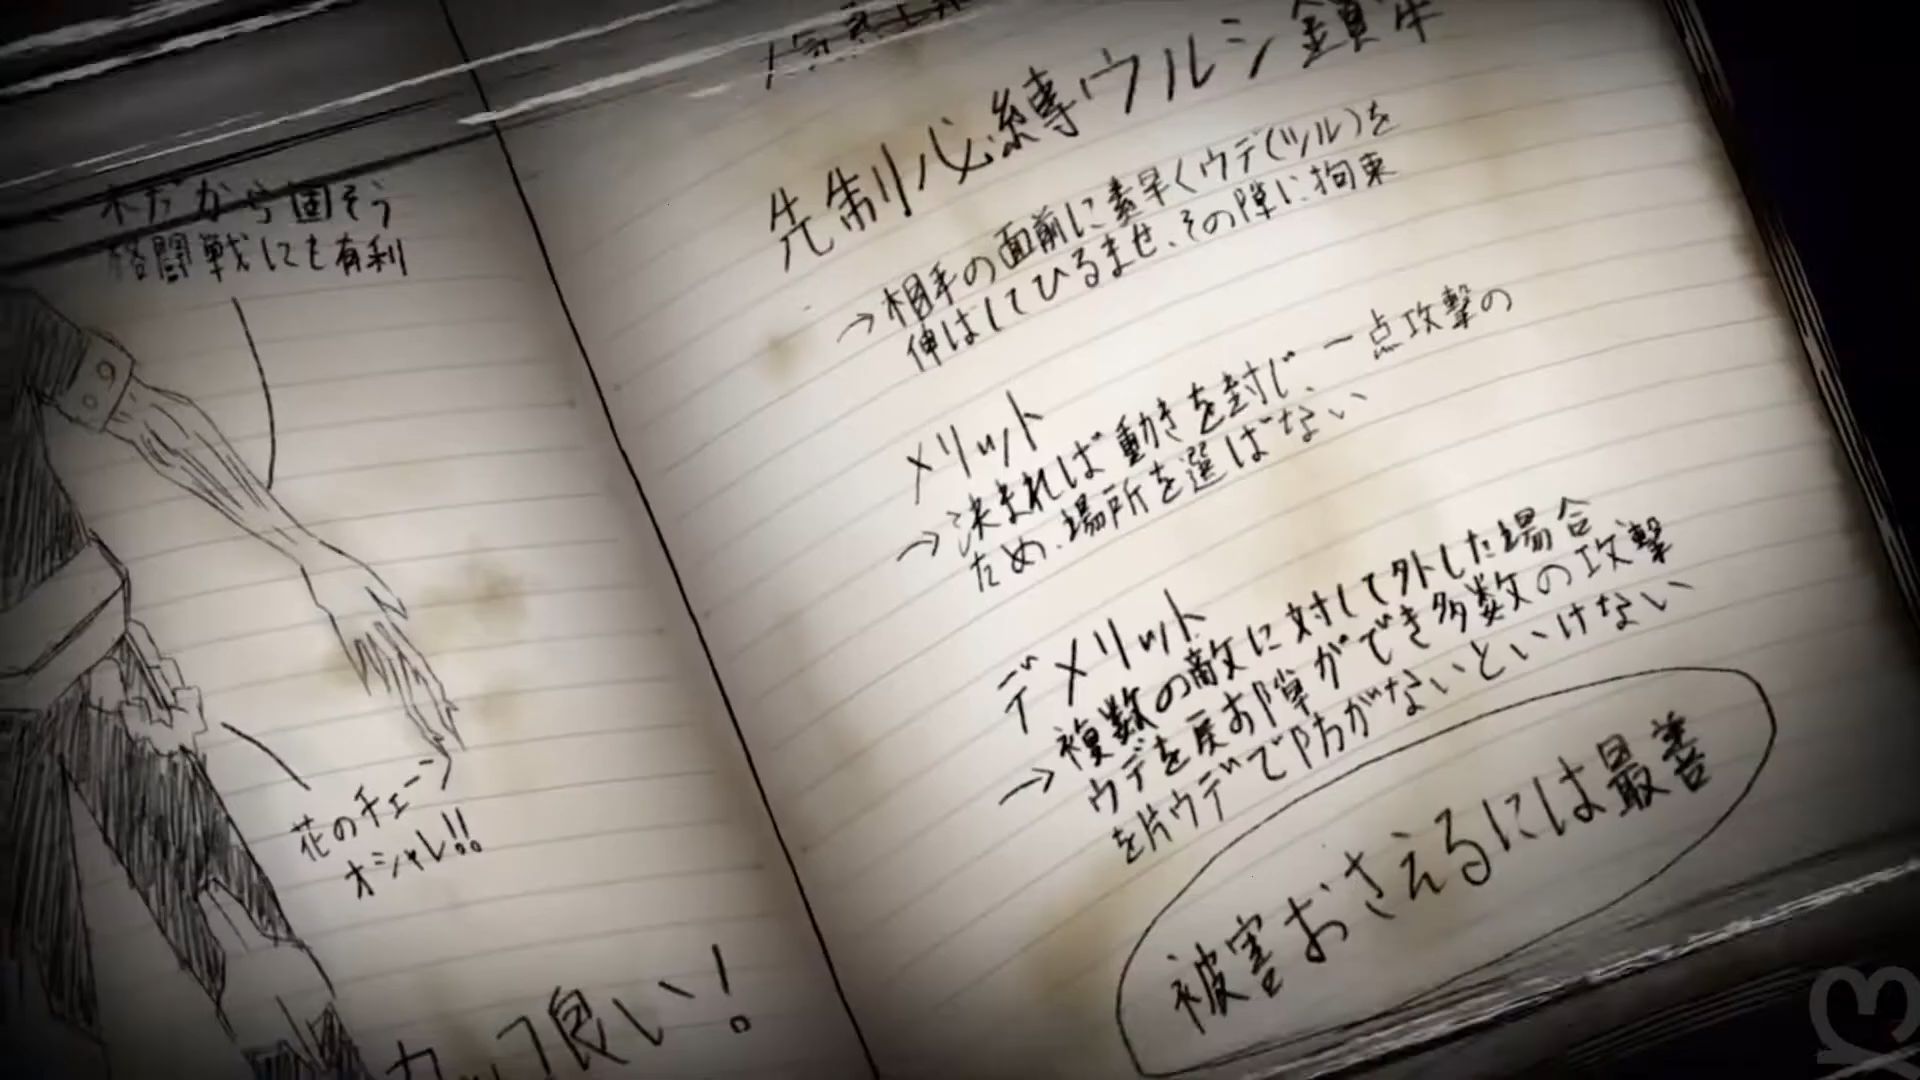 ネガから固そう
格闘戦にも有利
花のチェーン
オシャレ!!
カッコ良い!
先制必縛ウルシ鎖牢
→相手の面前に素早くウデ(ツル)を
伸ばしてひるませ、その隙に拘束
メリット
→決まれば動きを封じ、一点攻撃の
ため、場所を選ばない
デメリット
→複数の敵に対して外した場合
ウデを戻す隙ができ多数の攻撃
を片ウデで防がないといけない
被害おさえるには最善